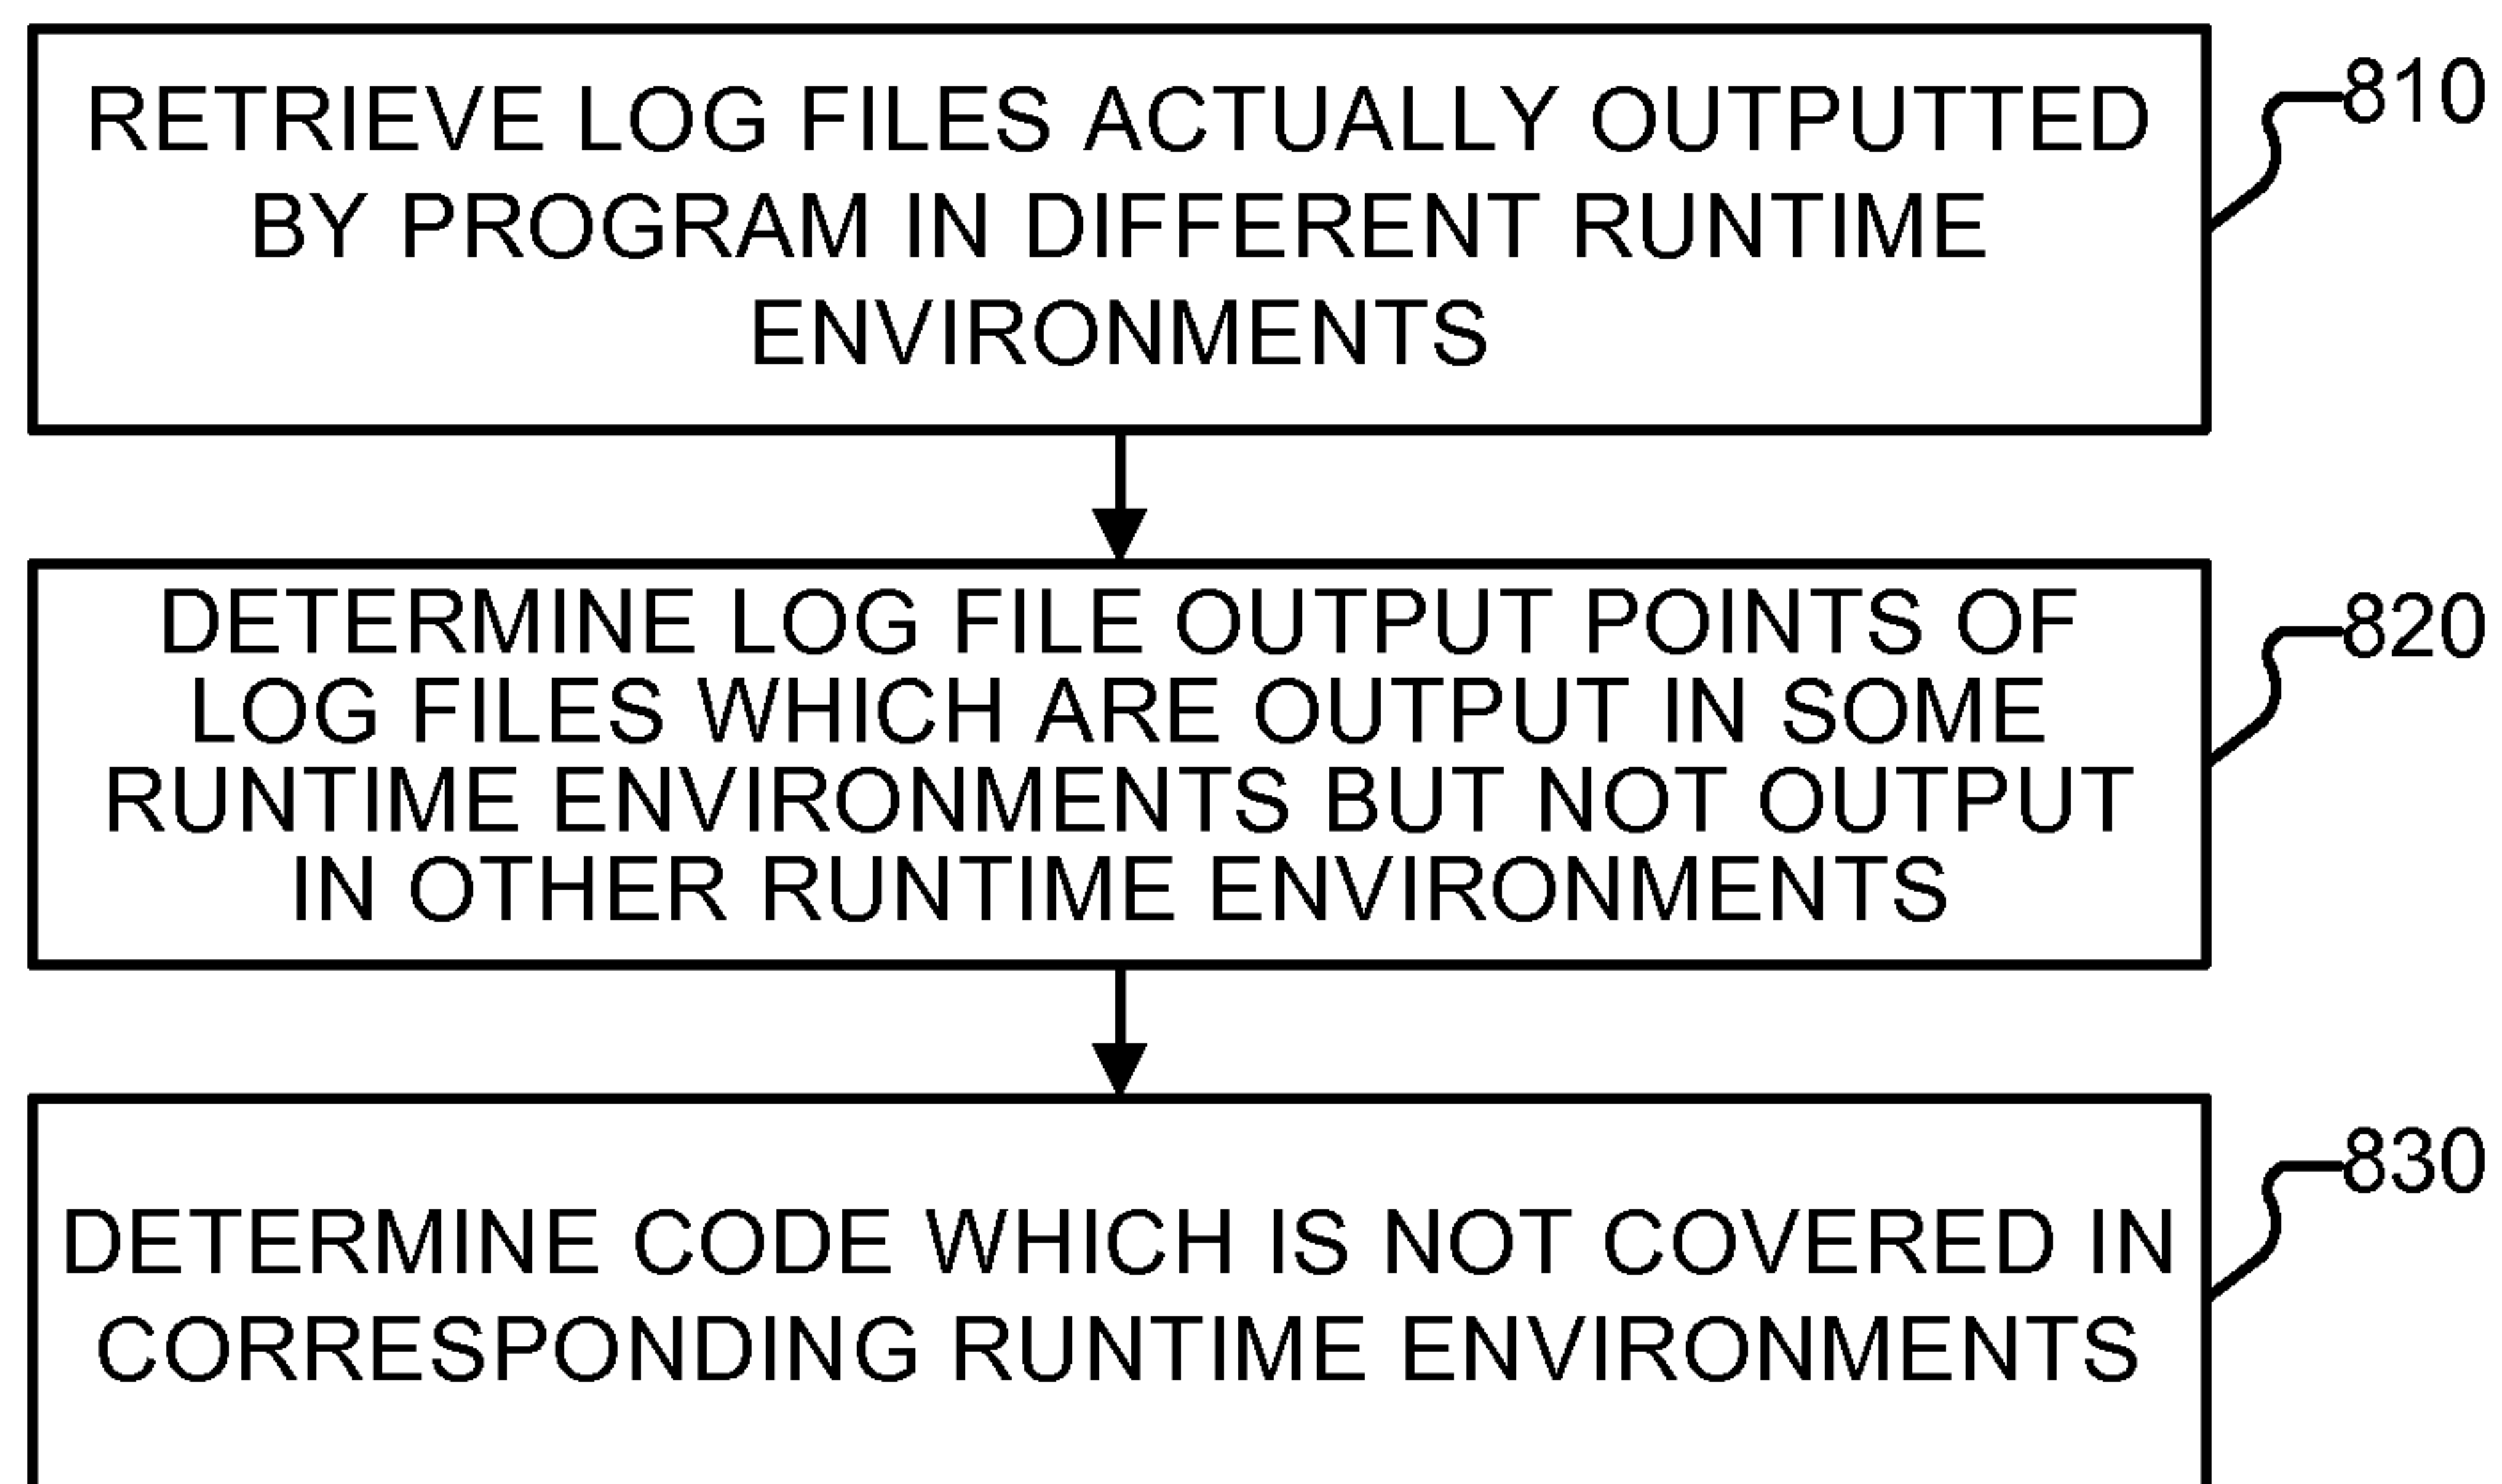 RETRIEVE LOG FILES ACTUALLY OUTPUTTED
BY PROGRAM IN DIFFERENT RUNTIME
ENVIRONMENTS
810
DETERMINE LOG FILE OUTPUT POINTS OF
LOG FILES WHICH ARE OUTPUT IN SOME
RUNTIME ENVIRONMENTS BUT NOT OUTPUT
IN OTHER RUNTIME ENVIRONMENTS
820
DETERMINE CODE WHICH IS NOT COVERED IN
CORRESPONDING RUNTIME ENVIRONMENTS
830